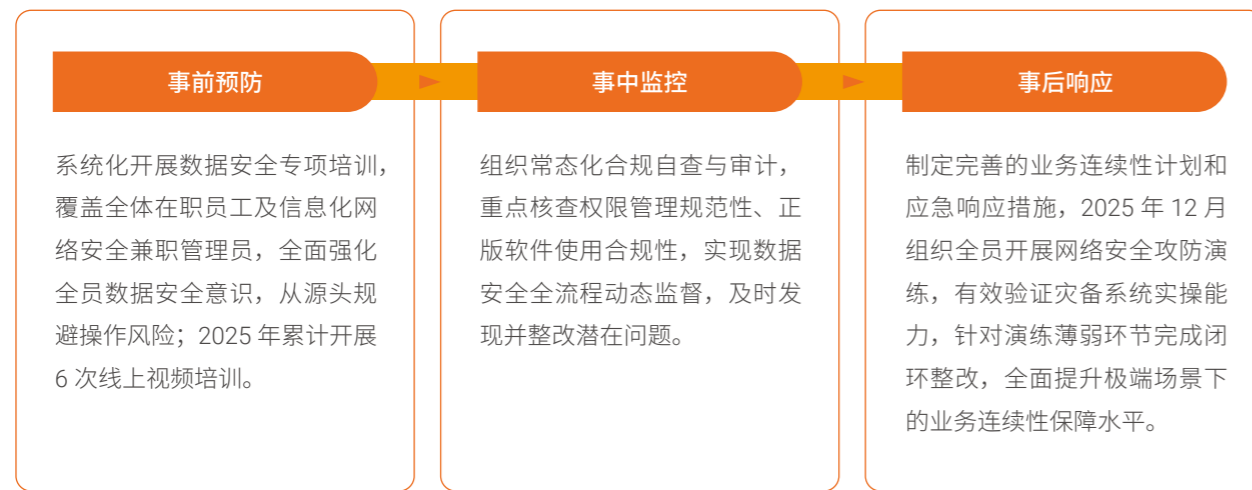 事前预防
系统化开展数据安全专项培训，
覆盖全体在职员工及信息化网
络安全兼职管理员，全面强化
全员数据安全意识，从源头规
避操作风险；2025 年累计开展
6 次线上视频培训。
事中监控
组织常态化合规自查与审计，
重点核查权限管理规范性、正
版软件使用合规性，实现数据
安全全流程动态监督，及时发
现并整改潜在问题。
事后响应
制定完善的业务连续性计划和
应急响应措施，2025 年 12 月
组织全员开展网络安全攻防演
练，有效验证灾备系统实操能
力，针对演练薄弱环节完成闭
环整改，全面提升极端场景下
的业务连续性保障水平。